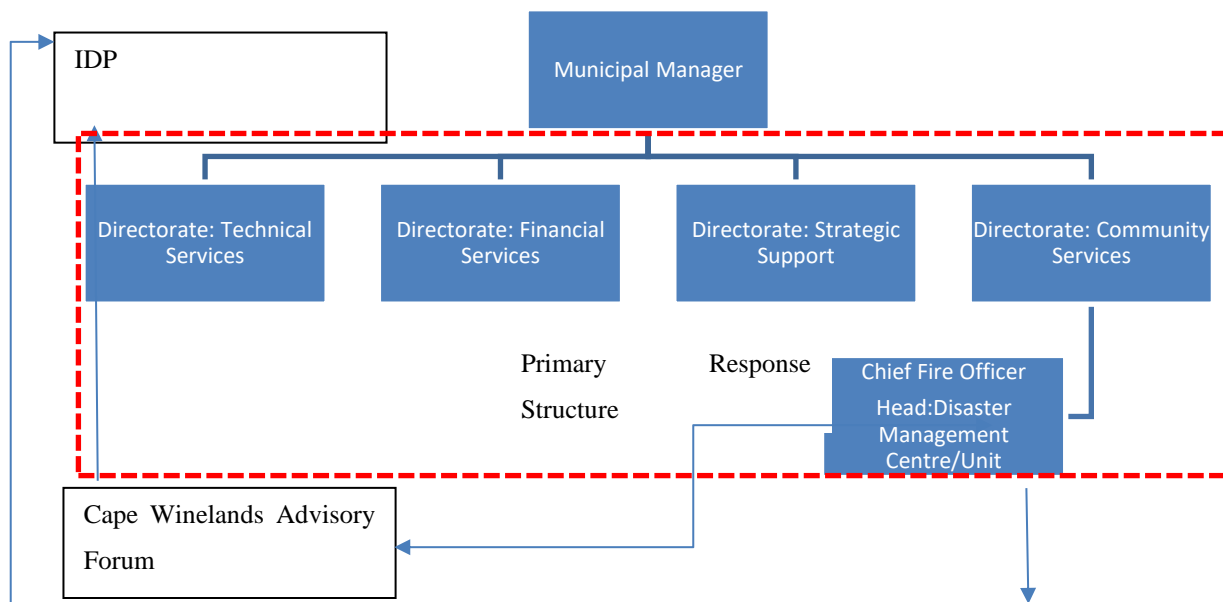 IDP
Municipal Manager
Directorate: Technical
Services
Directorate: Financial
Services
Directorate: Strategic
Support
Directorate: Community
Services
Primary Response
Structure
Chief Fire Officer
Head:Disaster
Management
Centre/Unit
Cape Winelands Advisory
Forum